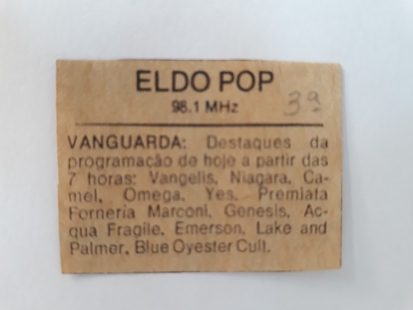 ELDO POP
98.1 MHz
3ª
VANGUARDA: Destaques da
programação de hoje a partir das
7 horas: Vangelis, Niagara, Ca-
mel, Omega, Yes, Premiata
Forneria Marconi, Genesis, Ac-
qua Fragile, Emerson, Lake and
Palmer, Blue Oyester Cult.